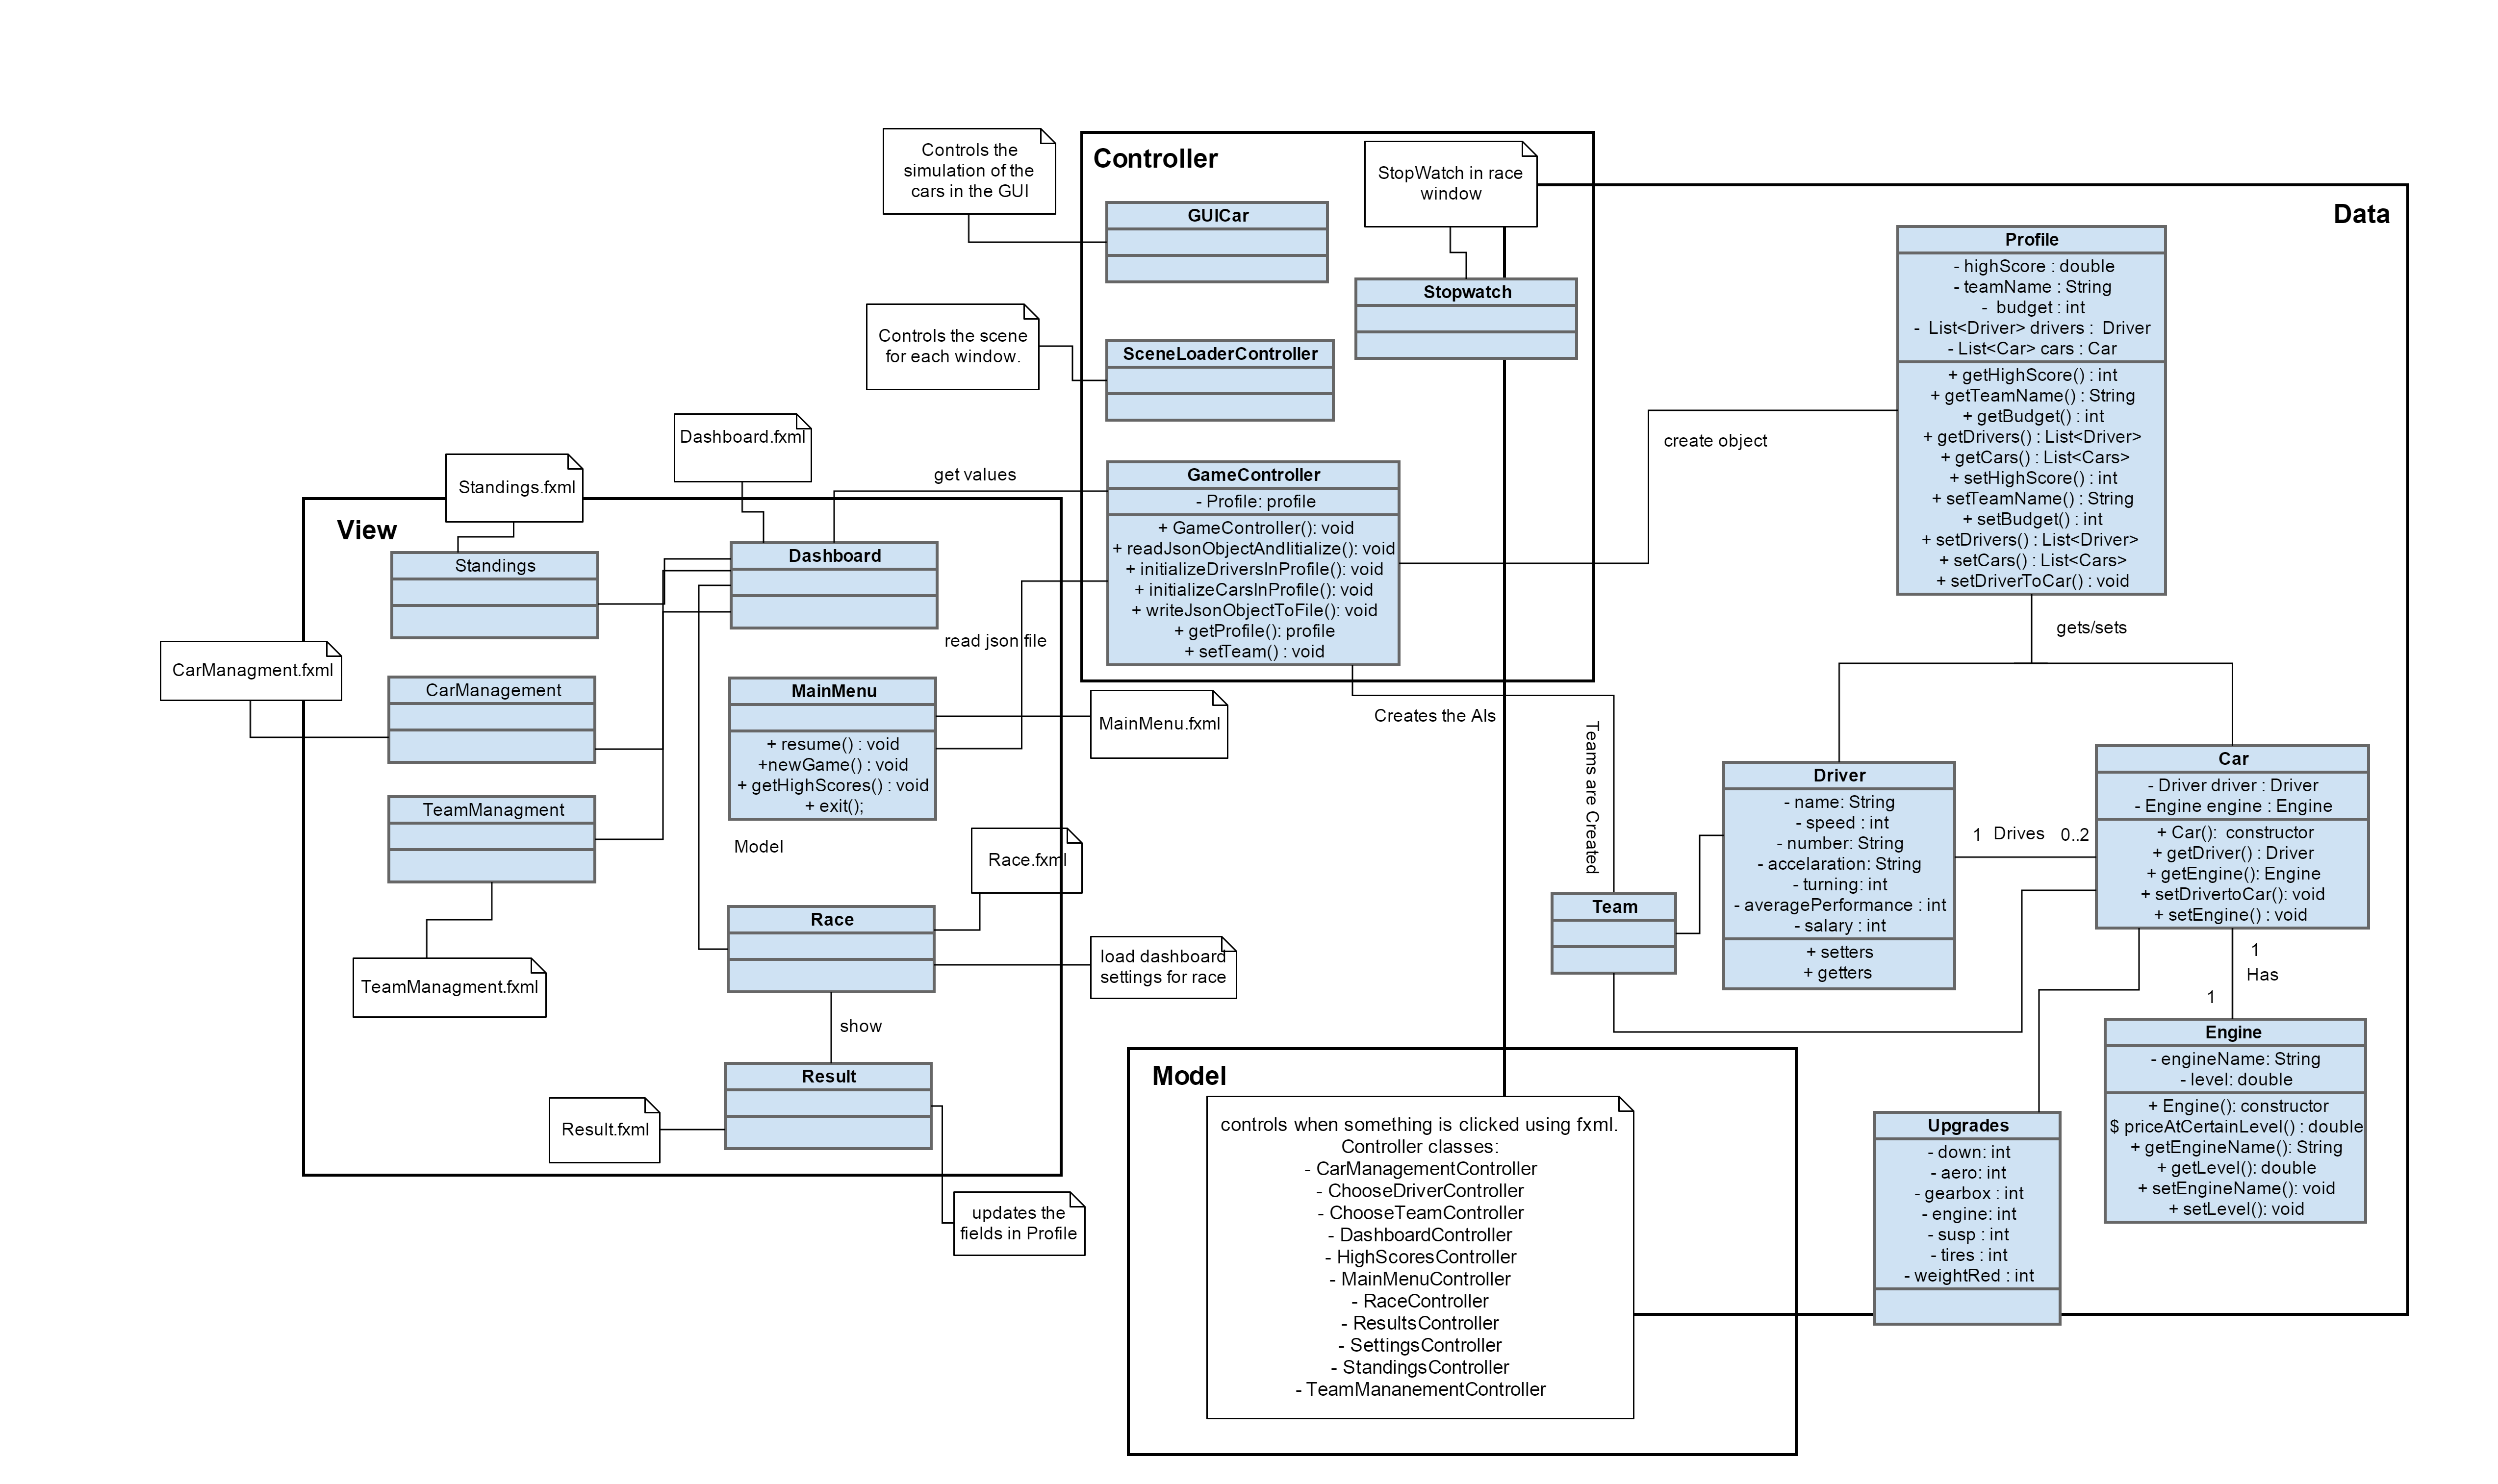 Controls the
simulation of the
cars in the GUI
Controller
StopWatch in race
window
GUICar
Stopwatch
Controls the scene
for each window.
SceneLoaderController
GameController
- Profile: profile
+ GameController(): void
+ readJsonObjectAndIitialize(): void
+ initializeDriversInProfile(): void
+ initializeCarsInProfile(): void
+ writeJsonObjectToFile(): void
+ getProfile(): profile
+ setTeam() : void
get values
read json file
create object
Creates the AIs
Teams are Created
Data
Profile
- highScore : double
- teamName : String
- budget : int
- List<Driver> drivers : Driver
- List<Car> cars : Car
+ getHighScore() : int
+ getTeamName() : String
+ getBudget() : int
+ getDrivers() : List<Driver>
+ getCars() : List<Cars>
+ setHighScore() : int
+ setTeamName() : String
+ setBudget() : int
+ setDrivers() : List<Driver>
+ setCars() : List<Cars>
+ setDriverToCar() : void
gets/sets
Driver
- name: String
- speed : int
- number: String
- accelaration: String
- turning: int
- averagePerformance : int
- salary : int
+ setters
+ getters
1 Drives 0..2
Car
- Driver driver : Driver
- Engine engine : Engine
+ Car(): constructor
+ getDriver() : Driver
+ getEngine(): Engine
+ setDrivertoCar(): void
+ setEngine() : void
1
Has
1
Team
Engine
- engineName: String
- level: double
+ Engine(): constructor
$ priceAtCertainLevel() : double
+ getEngineName(): String
+ getLevel(): double
+ setEngineName(): void
+ setLevel(): void
Upgrades
- down: int
- aero: int
- gearbox : int
- engine: int
- susp : int
- tires : int
- weightRed : int
View
Standings.fxml
Dashboard.fxml
Standings
Dashboard
CarManagment.fxml
CarManagement
MainMenu
+ resume() : void
+newGame() : void
+ getHighScores() : void
+ exit();
MainMenu.fxml
TeamManagment
Model
TeamManagment.fxml
Race.fxml
Race
load dashboard
settings for race
show
Result
Result.fxml
updates the
fields in Profile
Model
controls when something is clicked using fxml.
Controller classes:
- CarManagementController
- ChooseDriverController
- ChooseTeamController
- DashboardController
- HighScoresController
- MainMenuController
- RaceController
- ResultsController
- SettingsController
- StandingsController
- TeamMananementController